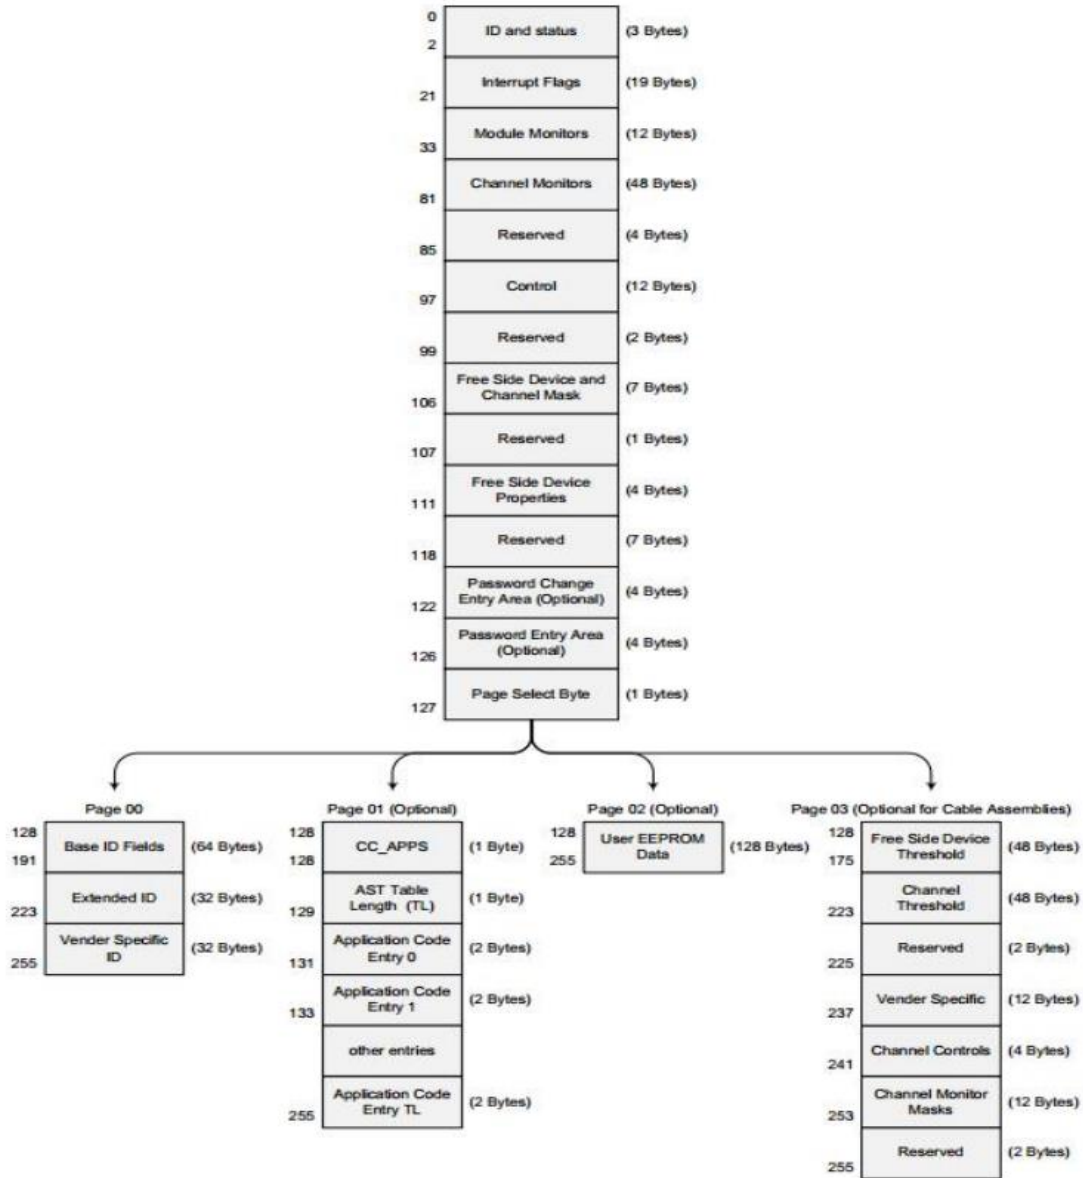 0
ID and status (3 Bytes)
2
Interrupt Flags (19 Bytes)
21
Module Monitors (12 Bytes)
33
Channel Monitors (48 Bytes)
81
Reserved (4 Bytes)
85
Control (12 Bytes)
97
Reserved (2 Bytes)
99
Free Side Device and
Channel Mask (7 Bytes)
106
Reserved (1 Bytes)
107
Free Side Device
Properties (4 Bytes)
111
Reserved (7 Bytes)
118
Password Change
Entry Area (Optional) (4 Bytes)
122
Password Entry Area
(Optional) (4 Bytes)
126
Page Select Byte (1 Bytes)
127
Page 00
128
Base ID Fields (64 Bytes)
191
Extended ID (32 Bytes)
223
Vender Specific
ID (32 Bytes)
255
Page 01 (Optional)
128
CC_APPS (1 Byte)
128
AST Table
Length (TL) (1 Byte)
129
Application Code
Entry 0 (2 Bytes)
131
Application Code
Entry 1 (2 Bytes)
133
other entries
Application Code
Entry TL (2 Bytes)
255
Page 02 (Optional)
128
User EEPROM
Data (128 Bytes)
255
Page 03 (Optional for Cable Assemblies)
128
Free Side Device
Threshold (48 Bytes)
175
Channel
Threshold (48 Bytes)
223
Reserved (2 Bytes)
225
Vender Specific (12 Bytes)
237
Channel Controls (4 Bytes)
241
Channel Monitor
Masks (12 Bytes)
253
Reserved (2 Bytes)
255